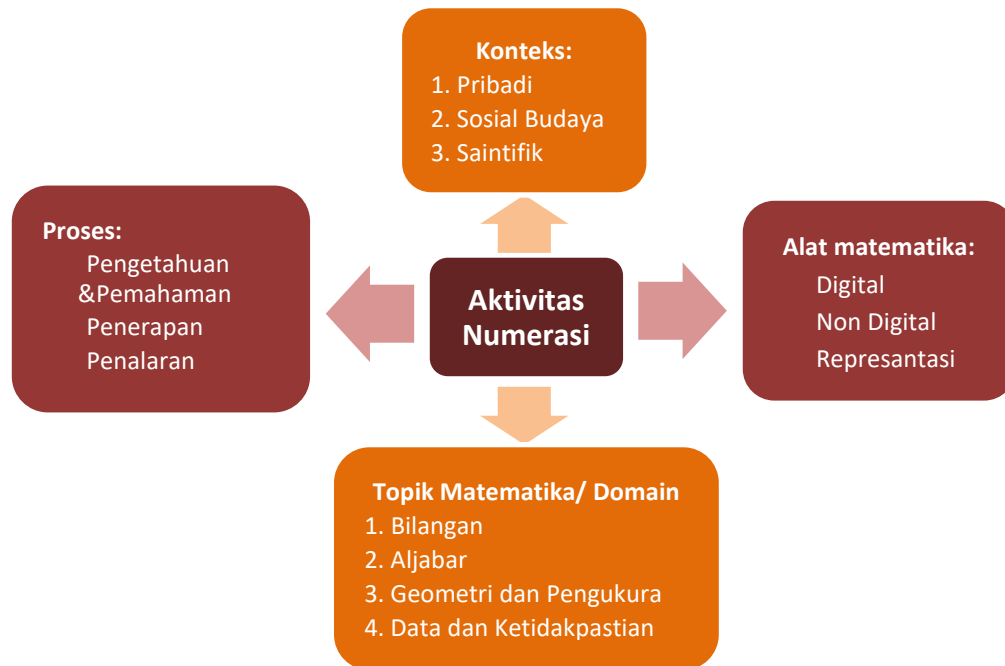 Konteks:
1. Pribadi
2. Sosial Budaya
3. Saintifik
Proses:
Pengetahuan
&Pemahaman
Penerapan
Penalaran
Aktivitas
Numerasi
Alat matematika:
Digital
Non Digital
Represantasi
Topik Matematika/ Domain
1. Bilangan
2. Aljabar
3. Geometri dan Pengukura
4. Data dan Ketidakpastian